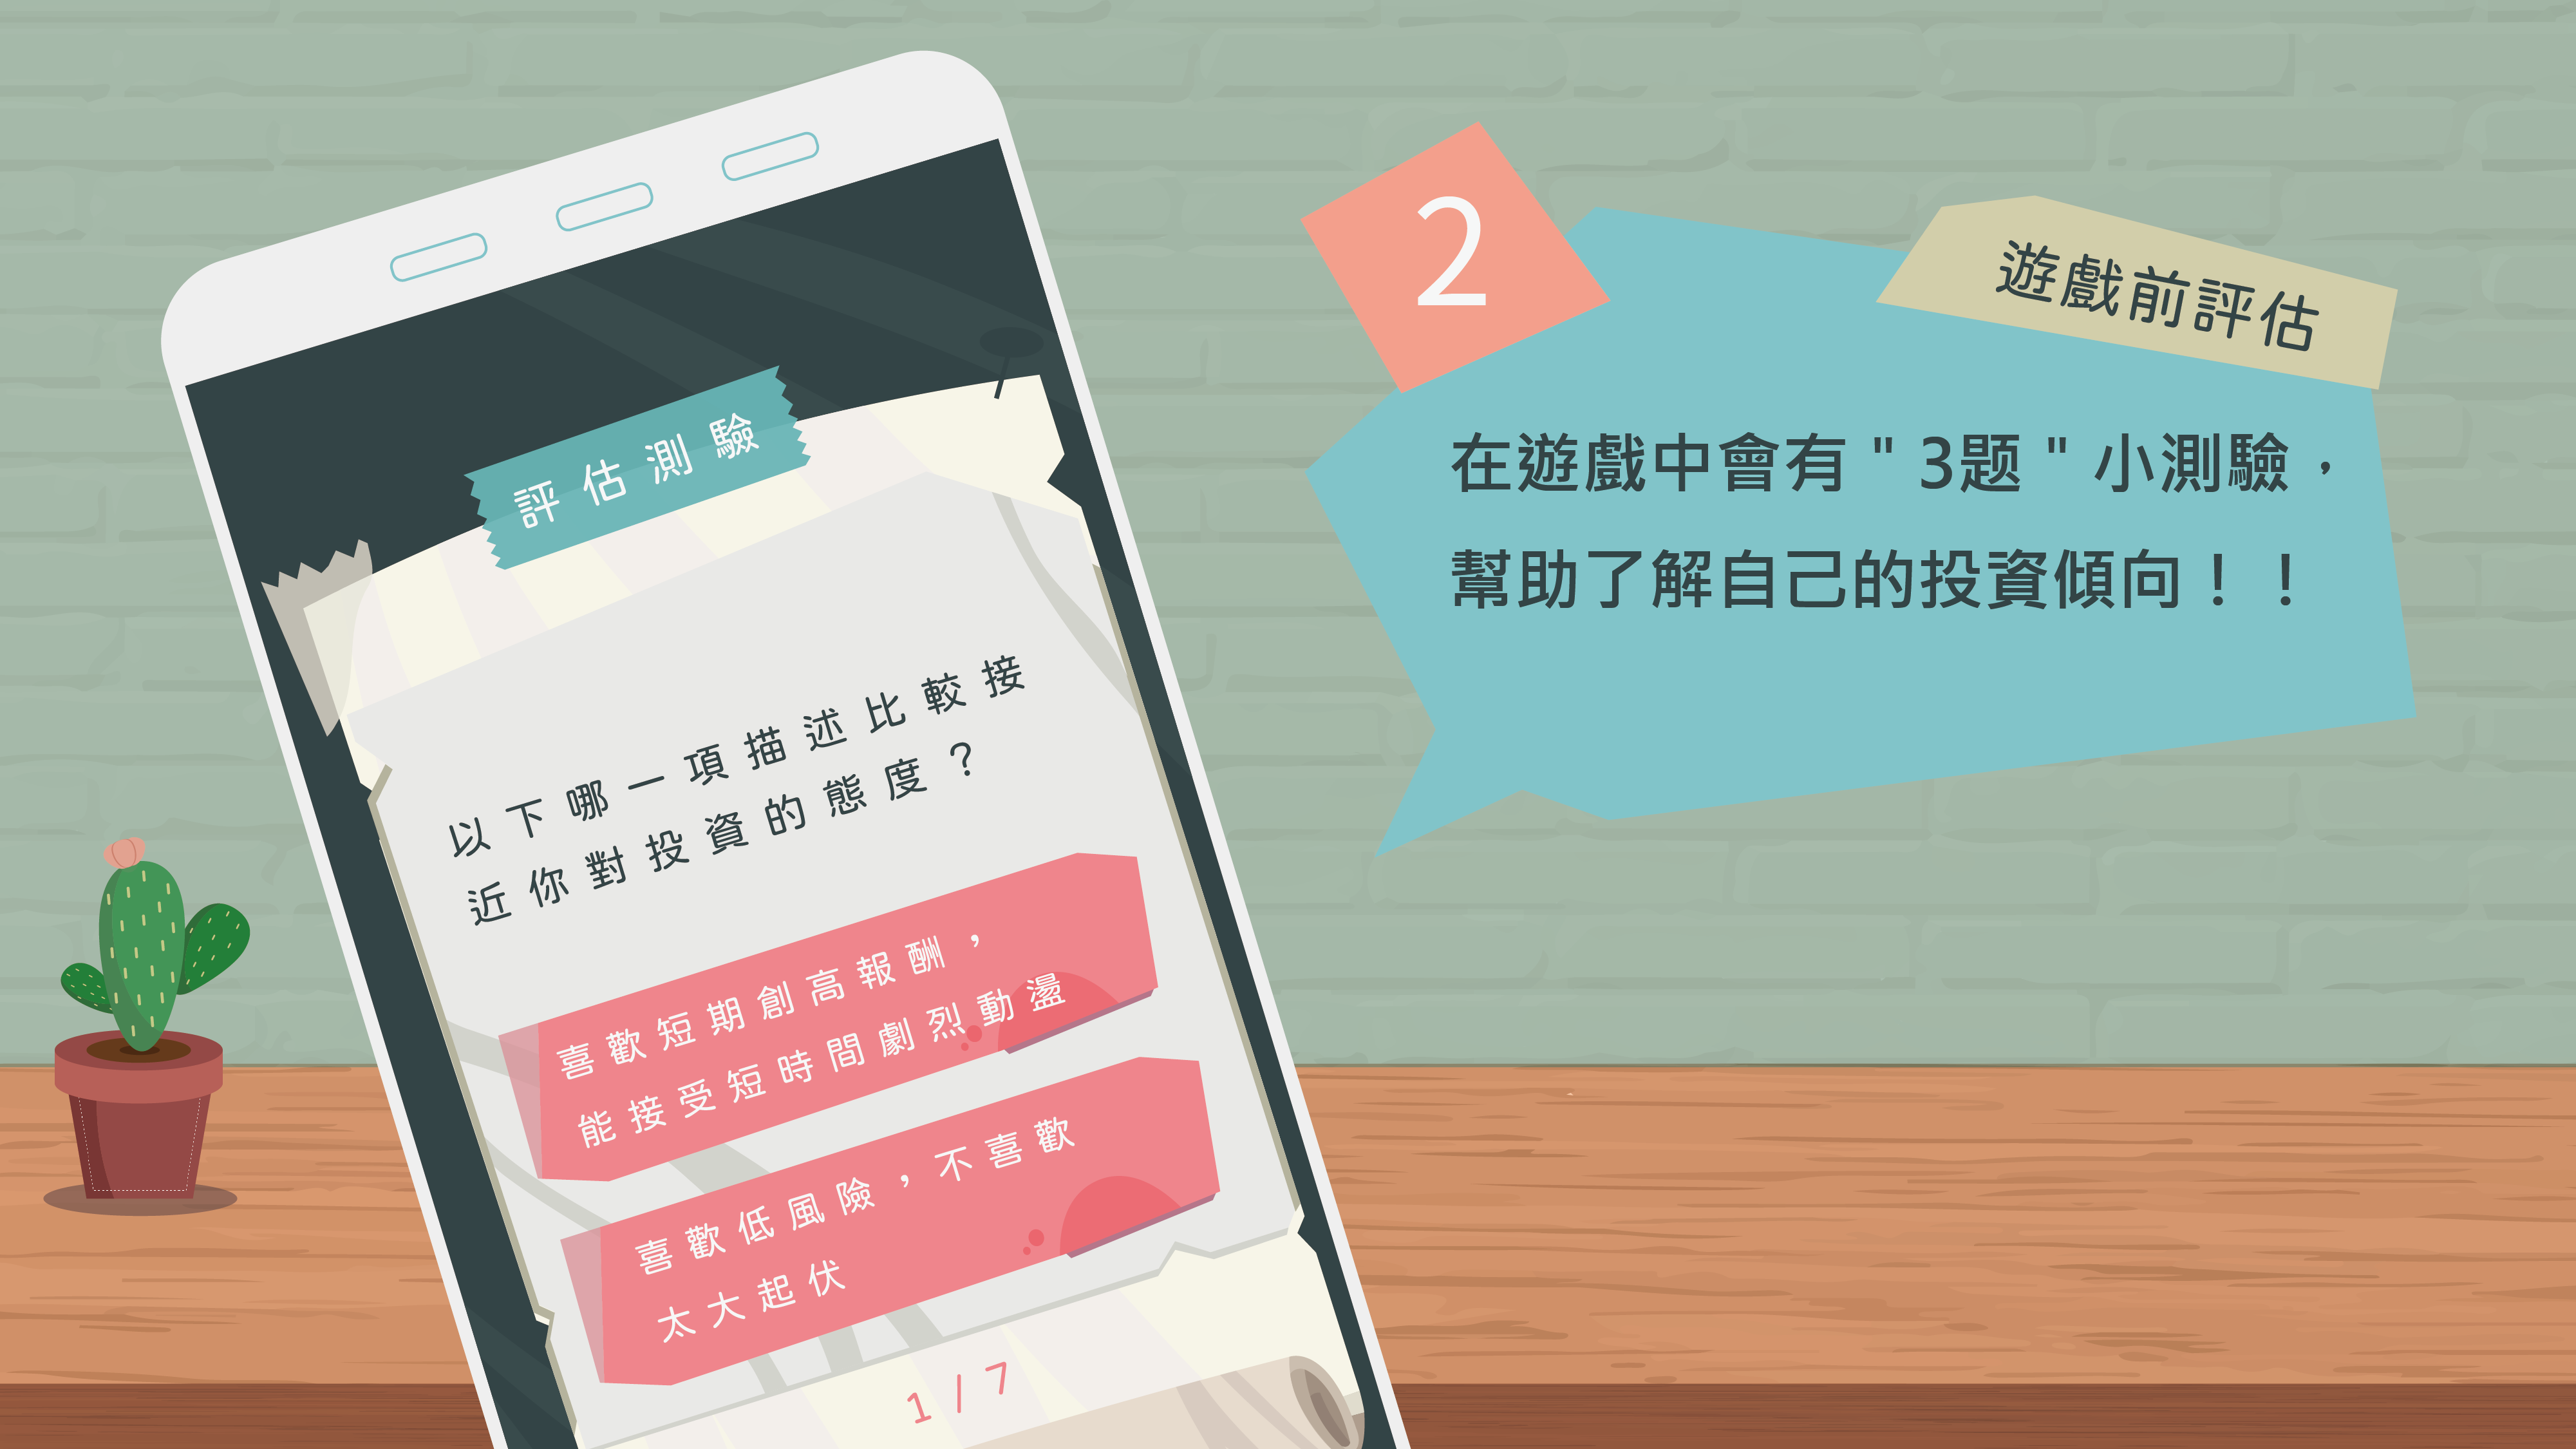 評估測驗
以下哪一項描述比較接
近你對投資的態度？
喜歡短期創高報酬，
能接受短時間劇烈動盪
喜歡低風險，不喜歡
太大起伏
1/7
2
遊戲前評估
在遊戲中會有"3题"小測驗，
幫助了解自己的投資傾向！！